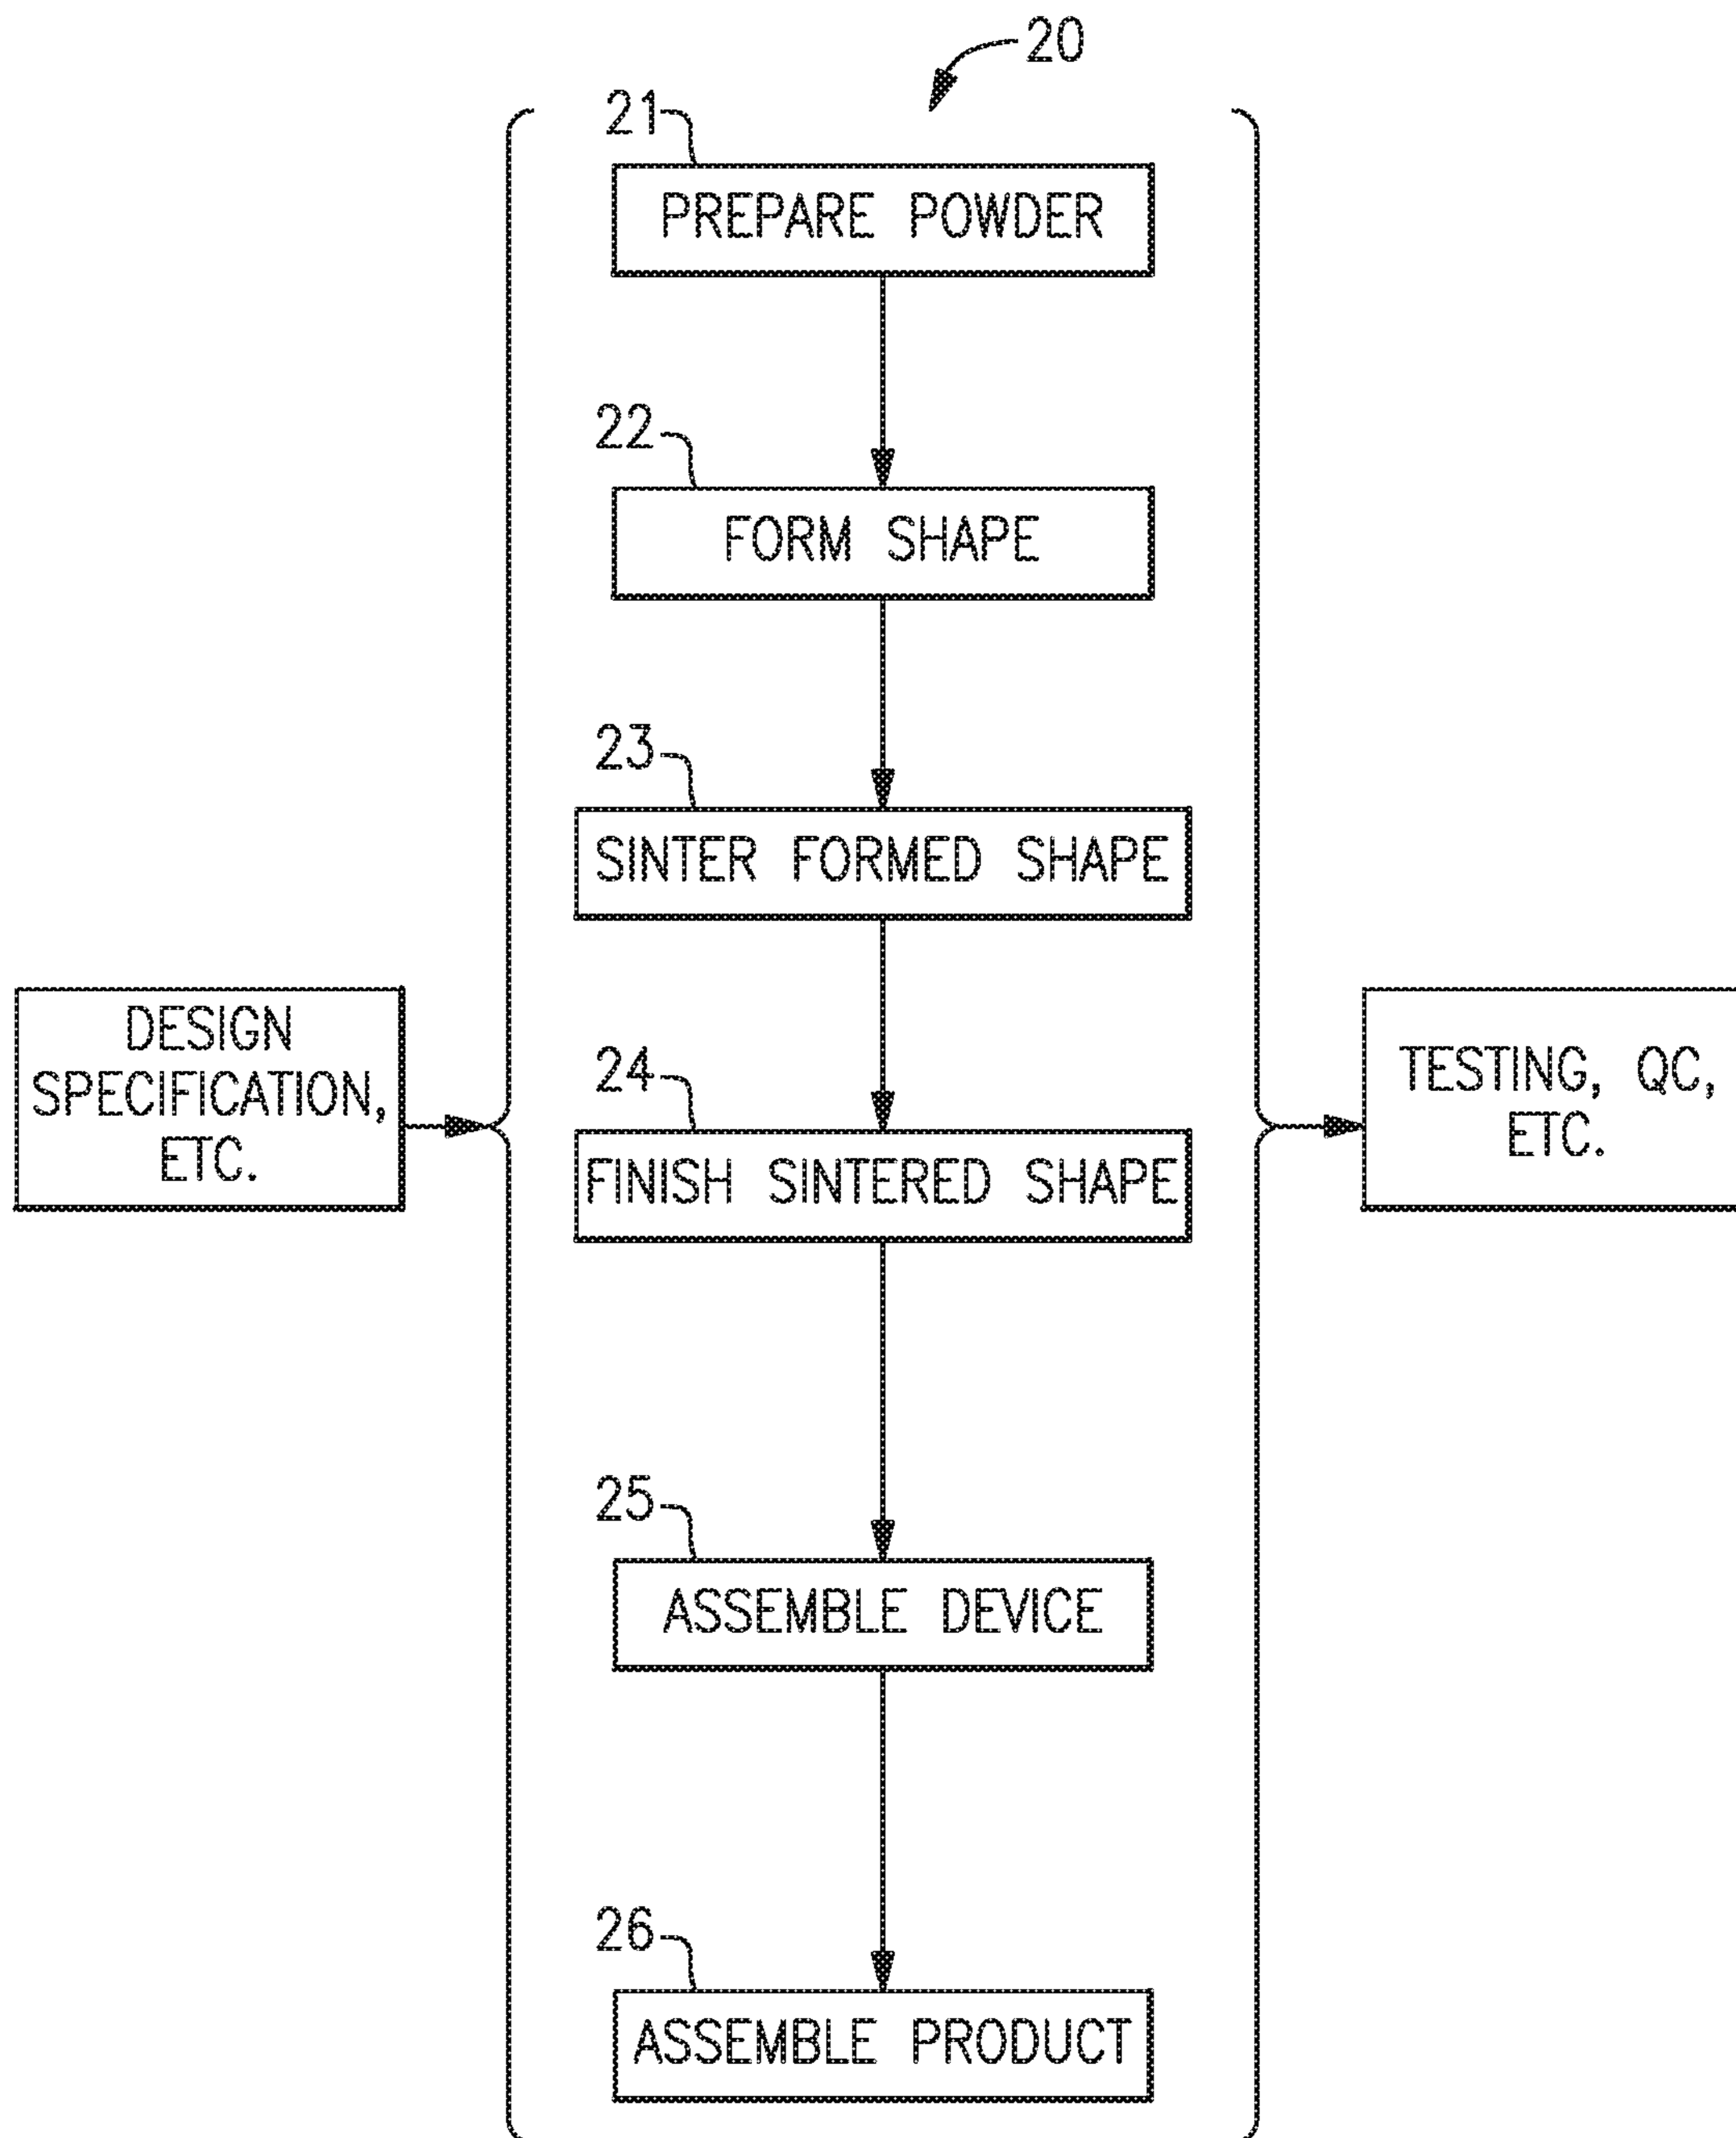 20
21
PREPARE POWDER
22
FORM SHAPE
23
SINTER FORMED SHAPE
DESIGN
SPECIFICATION,
ETC.
24
FINISH SINTERED SHAPE
TESTING, QC,
ETC.
25
ASSEMBLE DEVICE
26
ASSEMBLE PRODUCT